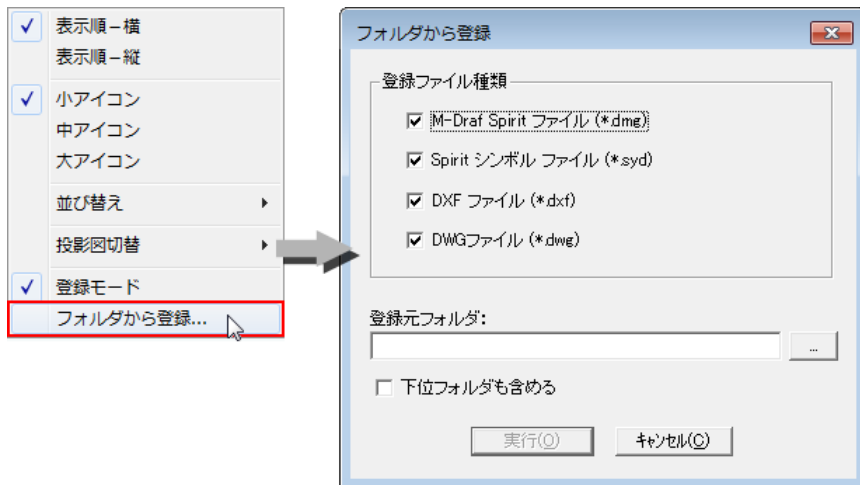 表示順－横
表示順－縦
小アイコン
中アイコン
大アイコン
並び替え
投影図切替
登録モード
フォルダから登録...
フォルダから登録
登録ファイル種類
M-Draf Spirit ファイル (*.dmg)
Spirit シンボル ファイル (*.syd)
DXF ファイル (*.dxf)
DWGファイル (*.dwg)
登録元フォルダ:
...
下位フォルダも含める
実行(O)
ｷｬﾝｾﾙ(C)